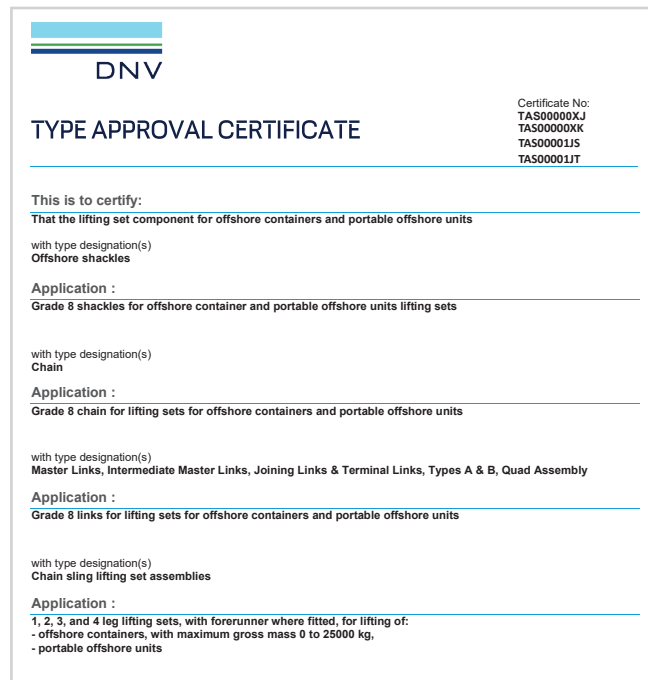 DNV
Certificate No:
TAS00000XJ
TYPE APPROVAL CERTIFICATE
TAS00000XK
TAS00001JS
TAS00001JT
This is to certify:
That the lifting set component for offshore containers and portable offshore units
with type designation(s)
Offshore shackles
Application :
Grade 8 shackles for offshore container and portable offshore units lifting sets
with type designation(s)
Chain
Application :
Grade 8 chain for lifting sets for offshore containers and portable offshore units
with type designation(s)
Master Links, Intermediate Master Links, Joining Links & Terminal Links, Types A & B, Quad Assembly
Application :
Grade 8 links for lifting sets for offshore containers and portable offshore units
with type designation(s)
Chain sling lifting set assemblies
Application :
1, 2, 3, and 4 leg lifting sets, with forerunner where fitted, for lifting of:
- offshore containers, with maximum gross mass 0 to 25000 kg,
- portable offshore units